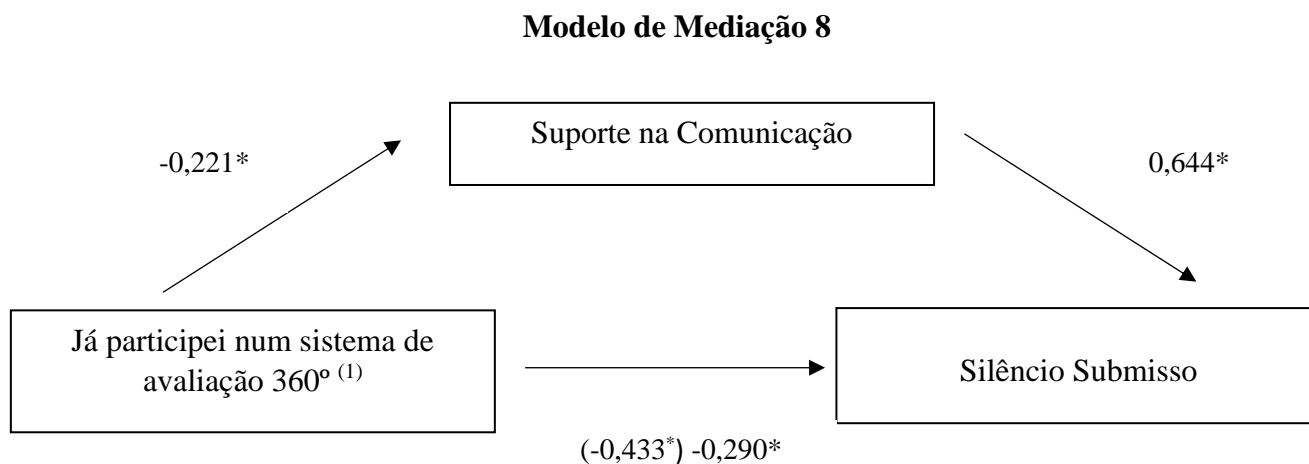 Modelo de Mediação 8
Suporte na Comunicação
-0,221*
0,644*
Já participei num sistema de
avaliação 360º (1)
Silêncio Submisso
(-0,433*) -0,290*